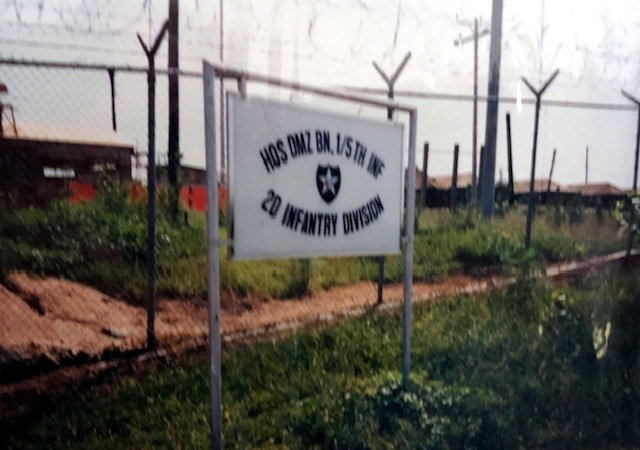 HQS DMZ BN, 1/5TH INF
2D INFANTRY DIVISION